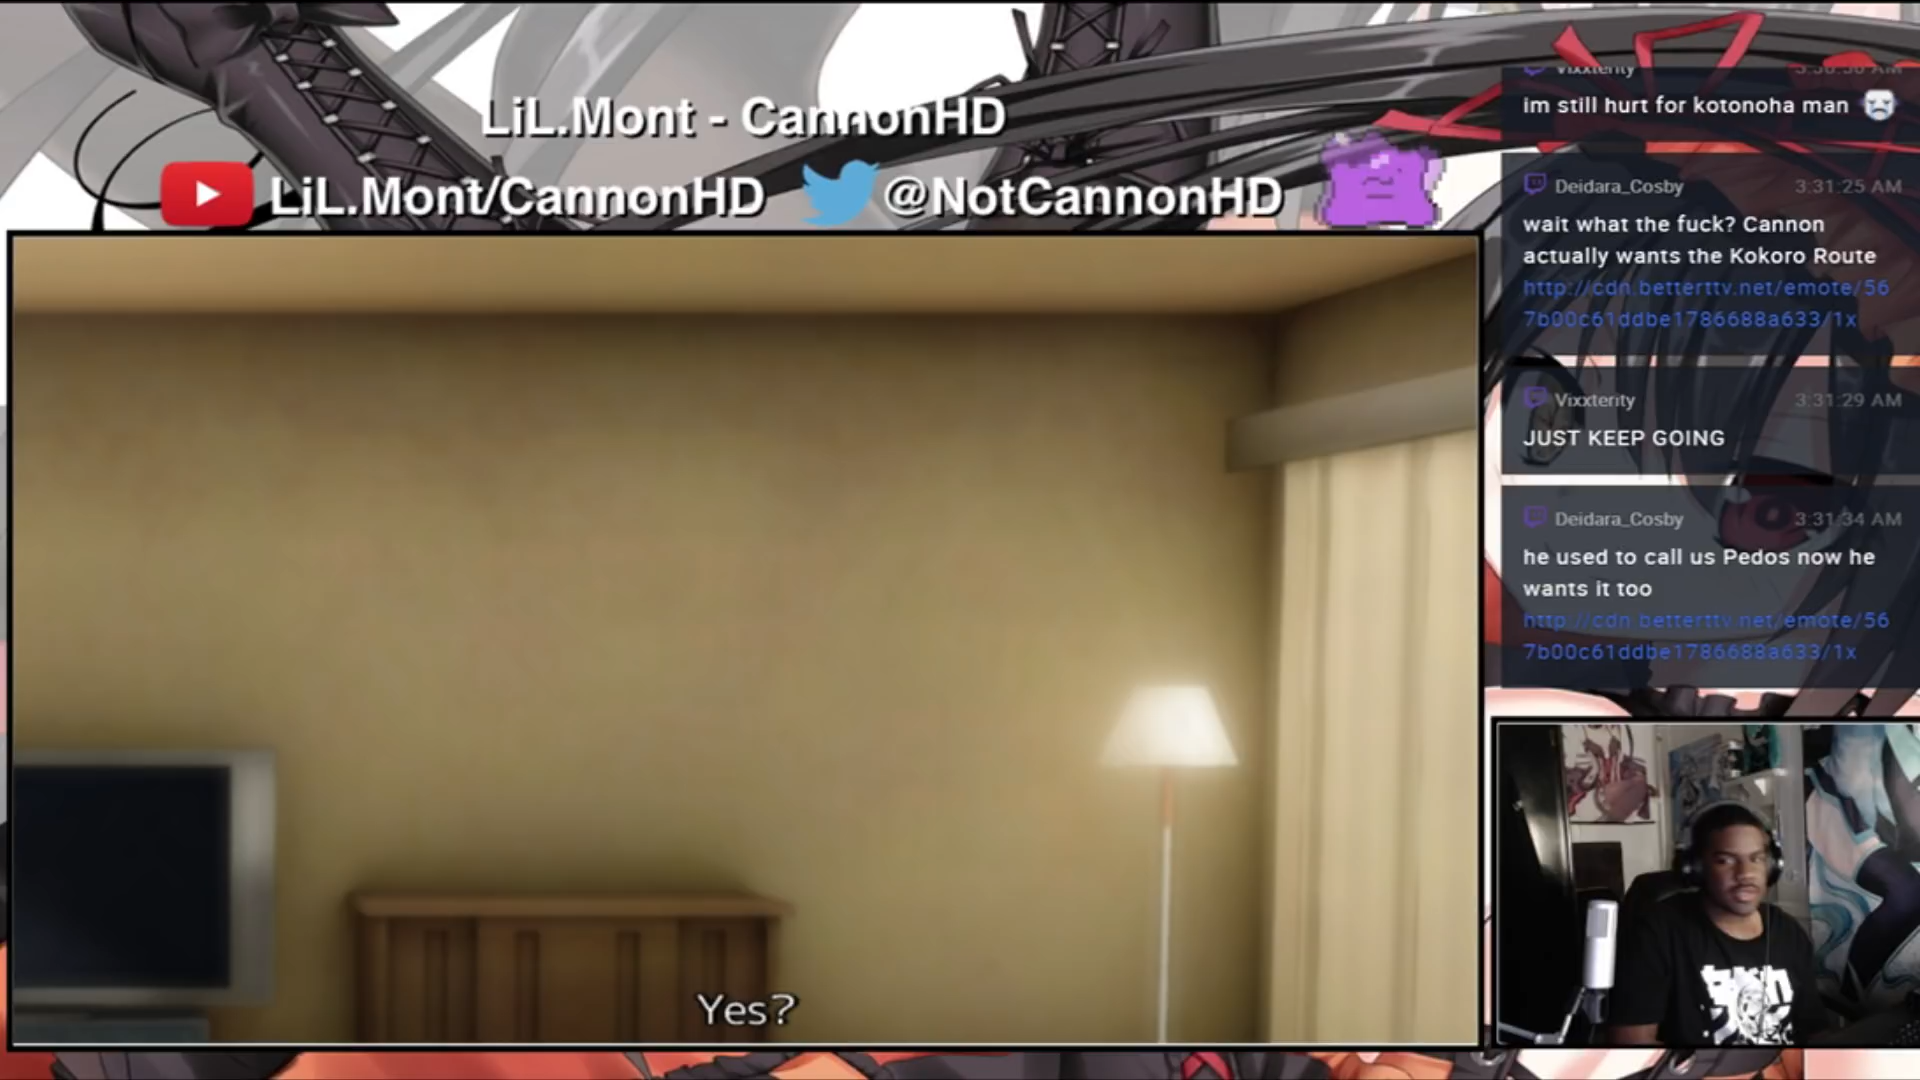 LiL.Mont - CannonHD
LiL.Mont/CannonHD
@NotCannonHD
Yes?
Vixxterity
im still hurt for kotonoha man
Deidara_Cosby 3:31:25 AM
wait what the fuck? Cannon
actually wants the Kokoro Route
http://cdn.betterttv.net/emote/56
7b00c61ddbe1786688a633/1x
Vixxterity 3:31:29 AM
JUST KEEP GOING
Deidara_Cosby 3:31:34 AM
he used to call us Pedos now he
wants it too
http://cdn.betterttv.net/emote/56
7b00c61ddbe1786688a633/1x